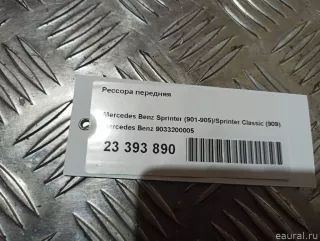 Рессора передняя
Mercedes Benz Sprinter (901-905)/Sprinter Classic (909)
Mercedes Benz 9033200005
23 393 890
eaural.ru